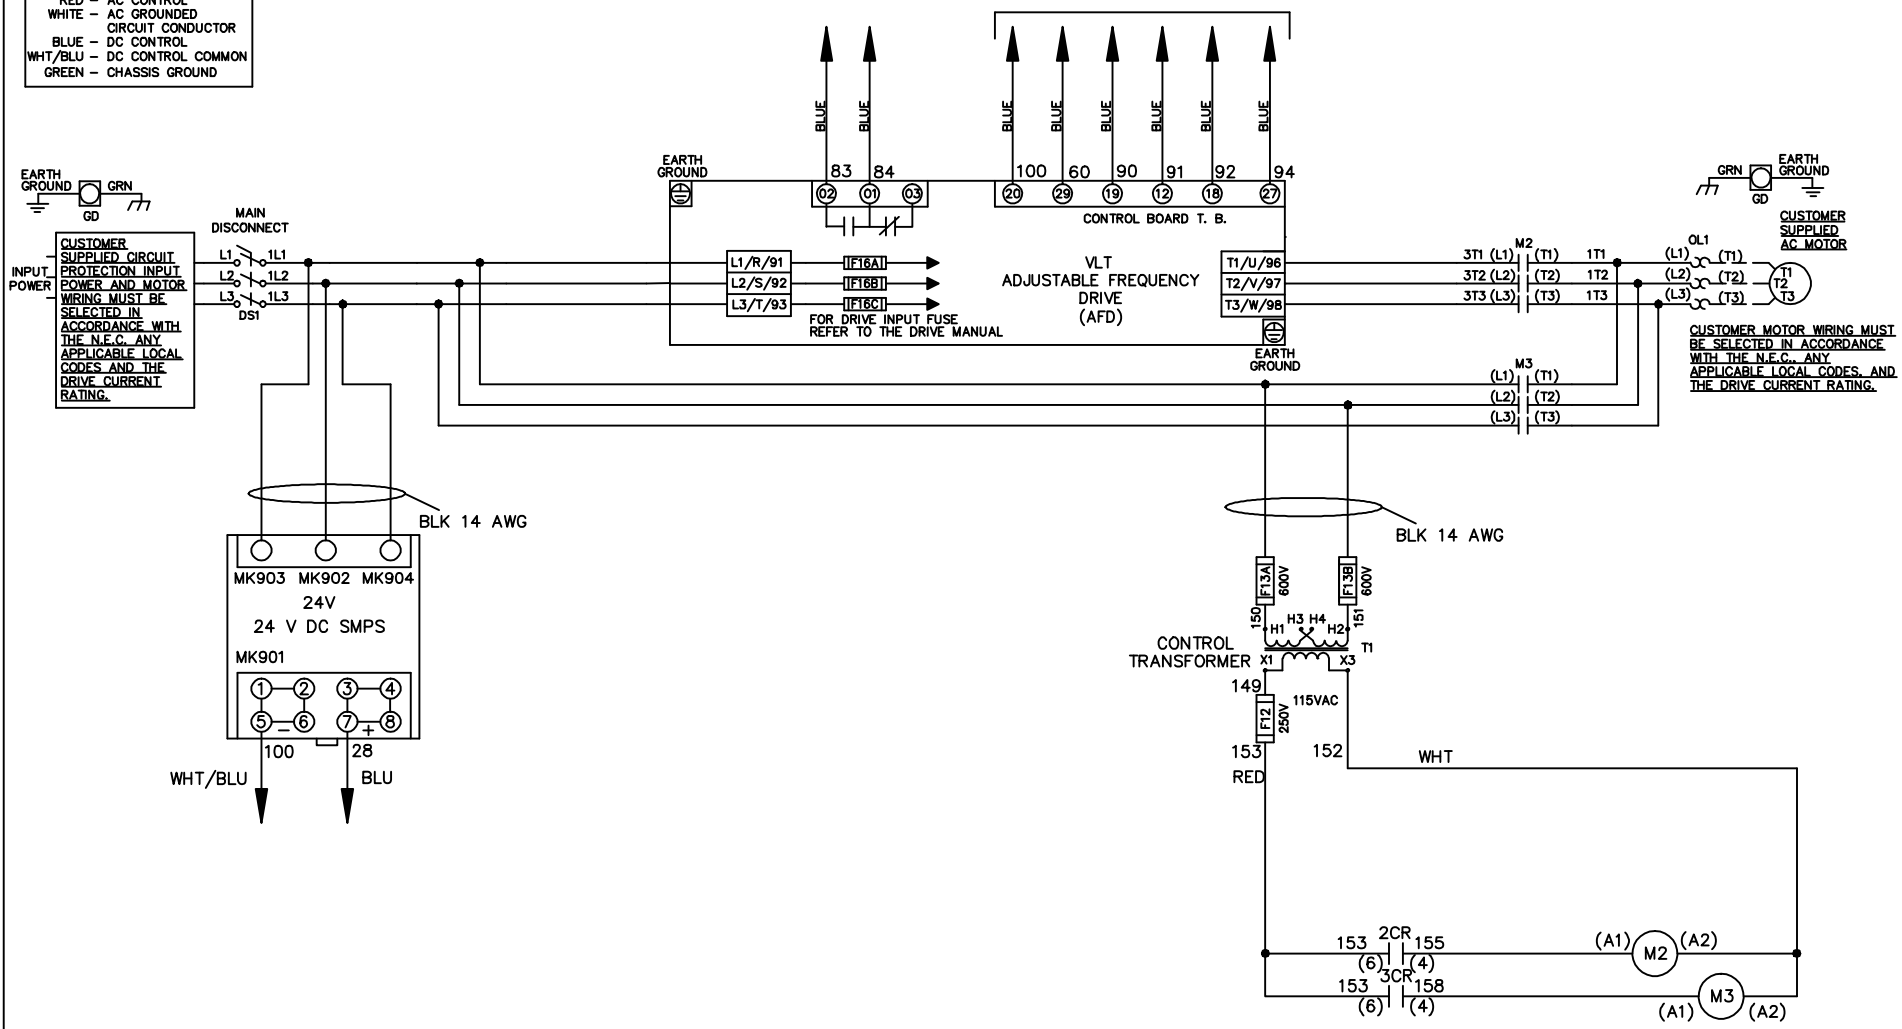 RED – AC CONTROL
WHITE – AC GROUNDED
CIRCUIT CONDUCTOR
BLUE – DC CONTROL
WHT/BLU – DC CONTROL COMMON
GREEN – CHASSIS GROUND
BLUE
BLUE
BLUE
BLUE
BLUE
BLUE
BLUE
BLUE
EARTH
GROUND
GRN
GD
EARTH
GROUND
83
84
100
60
90
91
92
94
02
01
03
20
29
19
12
18
27
CONTROL BOARD T. B.
GRN
EARTH
GROUND
GD
CUSTOMER
SUPPLIED
AC MOTOR
MAIN
DISCONNECT
INPUT
POWER
CUSTOMER
SUPPLIED CIRCUIT
PROTECTION INPUT
POWER AND MOTOR
WIRING MUST BE
SELECTED IN
ACCORDANCE WITH
THE N.E.C. ANY
APPLICABLE LOCAL
CODES AND THE
DRIVE CURRENT
RATING.
L1 1L1
L2 1L2
L3 1L3
DS1
L1/R/91
L2/S/92
L3/T/93
F16A
F16B
F16C
FOR DRIVE INPUT FUSE
REFER TO THE DRIVE MANUAL
VLT
ADJUSTABLE FREQUENCY
DRIVE
(AFD)
T1/U/96
T2/V/97
T3/W/98
EARTH
GROUND
M2
3T1 (L1) (T1) 1T1
3T2 (L2) (T2) 1T2
3T3 (L3) (T3) 1T3
OL1
(L1) (T1)
(L2) (T2)
(L3) (T3)
T1
T2
T3
CUSTOMER MOTOR WIRING MUST
BE SELECTED IN ACCORDANCE
WITH THE N.E.C., ANY
APPLICABLE LOCAL CODES, AND
THE DRIVE CURRENT RATING.
M3
(L1) (T1)
(L2) (T2)
(L3) (T3)
BLK 14 AWG
BLK 14 AWG
MK903 MK902 MK904
24V
24 V DC SMPS
MK901
1 2 3 4
5 6 7 8
– +
100
28
WHT/BLU
BLU
F13A
600V
F13B
600V
150
151
H1 H3 H4 H2
T1
CONTROL
TRANSFORMER
X1 X3
149
115VAC
F12
250V
153
152
RED
WHT
2CR
153 155
(6) (4)
(A1) M2 (A2)
3CR
153 158
(6) (4)
(A1) M3 (A2)